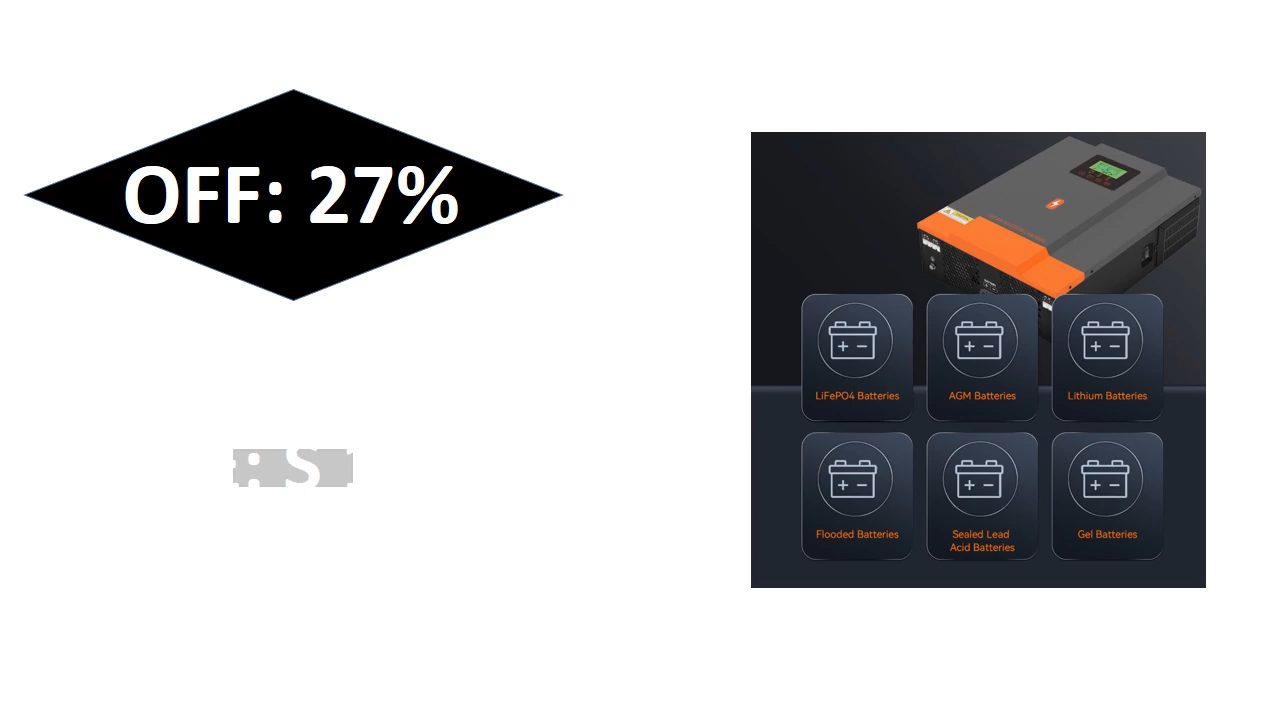 OFF: 27%
LiFePO4 Batteries
AGM Batteries
Lithium Batteries
Flooded Batteries
Sealed Lead
Acid Batteries
Gel Batteries